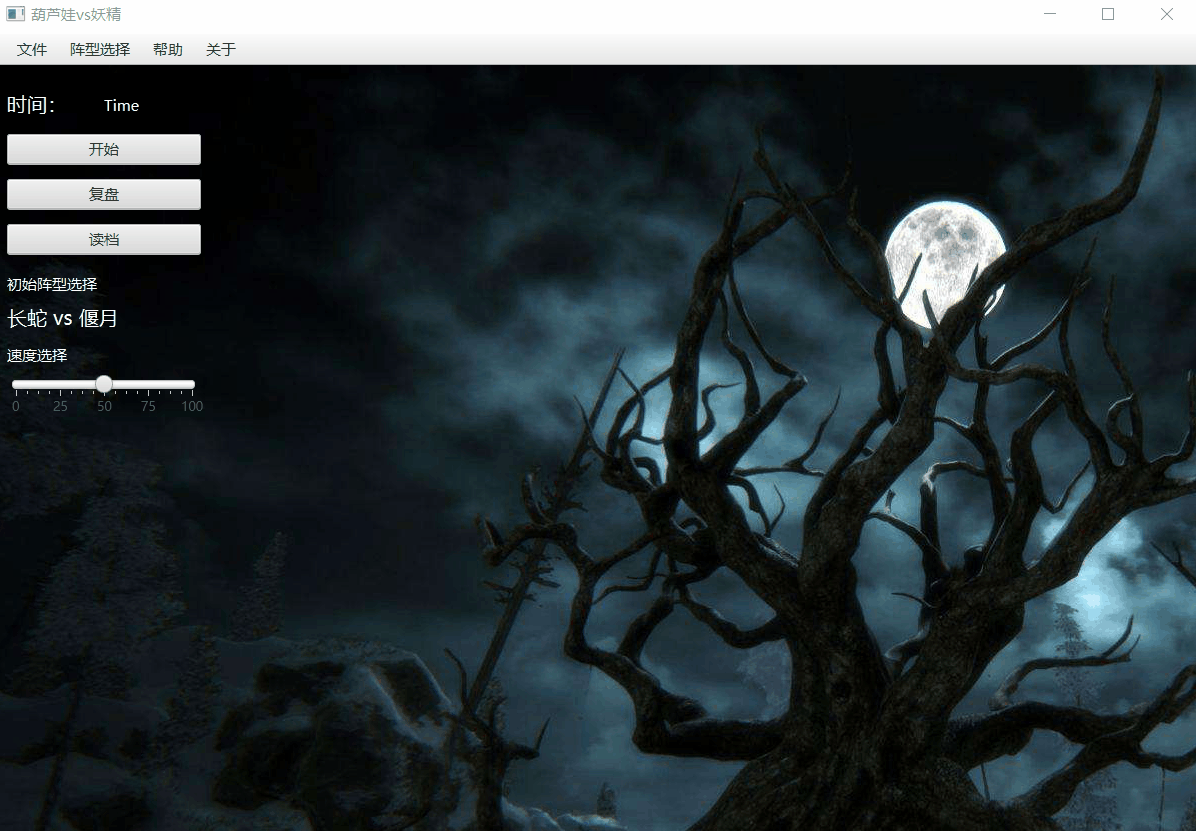 葫芦娃vs妖精
文件 阵型选择 帮助 关于
时间: Time
开始
复盘
读档
初始阵型选择
长蛇 vs 偃月
速度选择
0 25 50 75 100